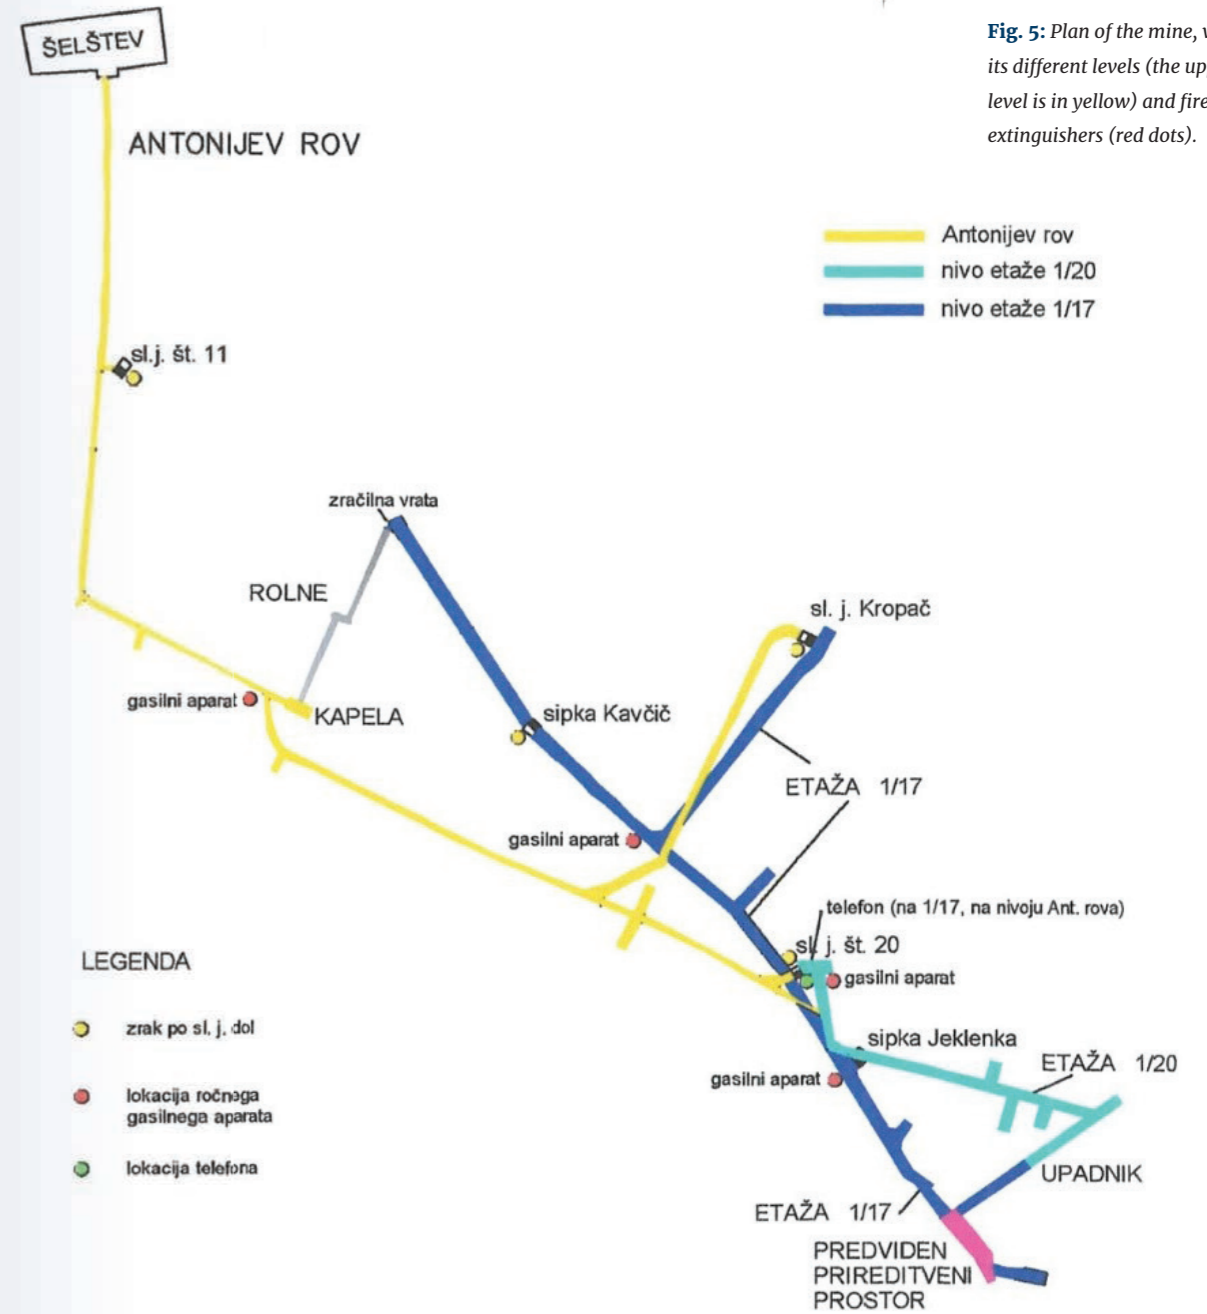 ŠELŠTEV
Fig. 5: Plan of the mine,
its different levels (the
level is in yellow) and
extinguishers (red dots).
ANTONIJEV ROV
Antonijev rov
nivo etaže 1/20
nivo etaže 1/17
sl.j. št. 11
zračilna vrata
ROLNE
sl. j. Kropač
gasilni aparat
KAPELA
sipka Kavčič
ETAŽA 1/17
gasilni aparat
telefon (na 1/17, na nivoju Ant. rova)
sl. j. št. 20
gasilni aparat
sipka Jeklenka
ETAŽA 1/20
gasilni aparat
UPADNIK
ETAŽA 1/17
PREDVIDEN
PRIREDITVENI
PROSTOR
LEGENDA
zrak po sl. j. dol
lokacija ročnega
gasilnega aparata
lokacija telefona